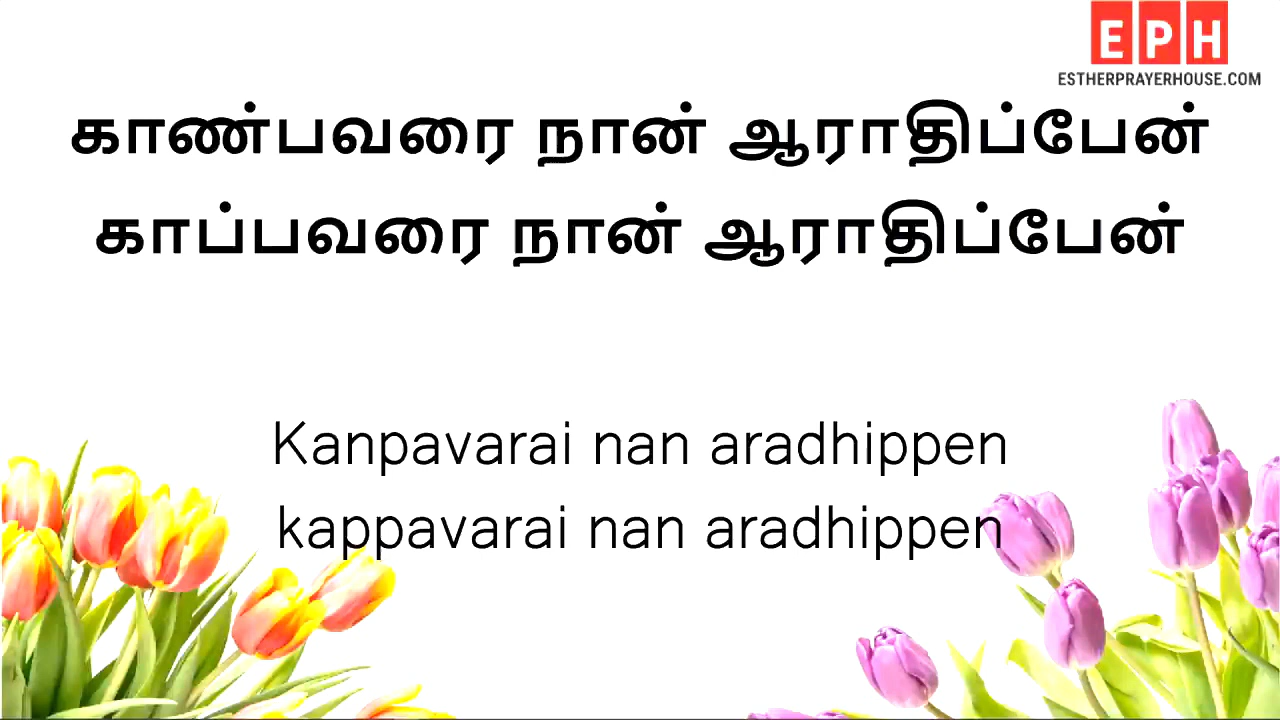 EPH
ESTHERPRAYERHOUSE.COM
காண்பவரை நான் ஆராதிப்பேன்
காப்பவரை நான் ஆராதிப்பேன்
Kanpavarai nan aradhippen
kappavarai nan aradhippen